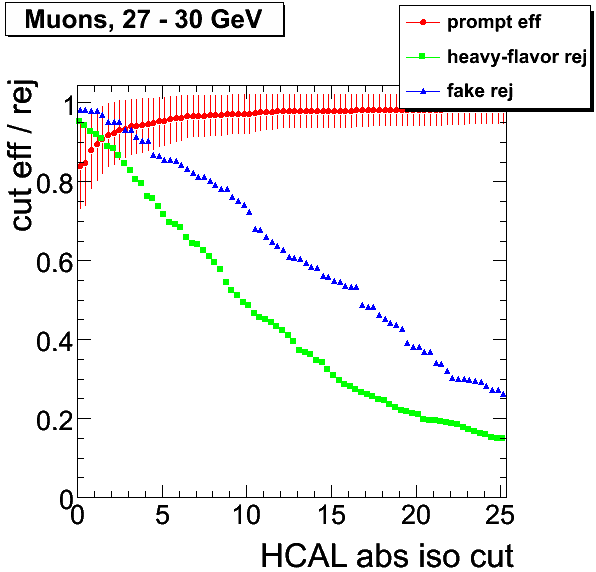 Muons, 27 - 30 GeV
prompt eff
heavy-flavor rej
fake rej
cut eff / rej
1
0.8
0.6
0.4
0.2
0
0 5 10 15 20 25
HCAL abs iso cut